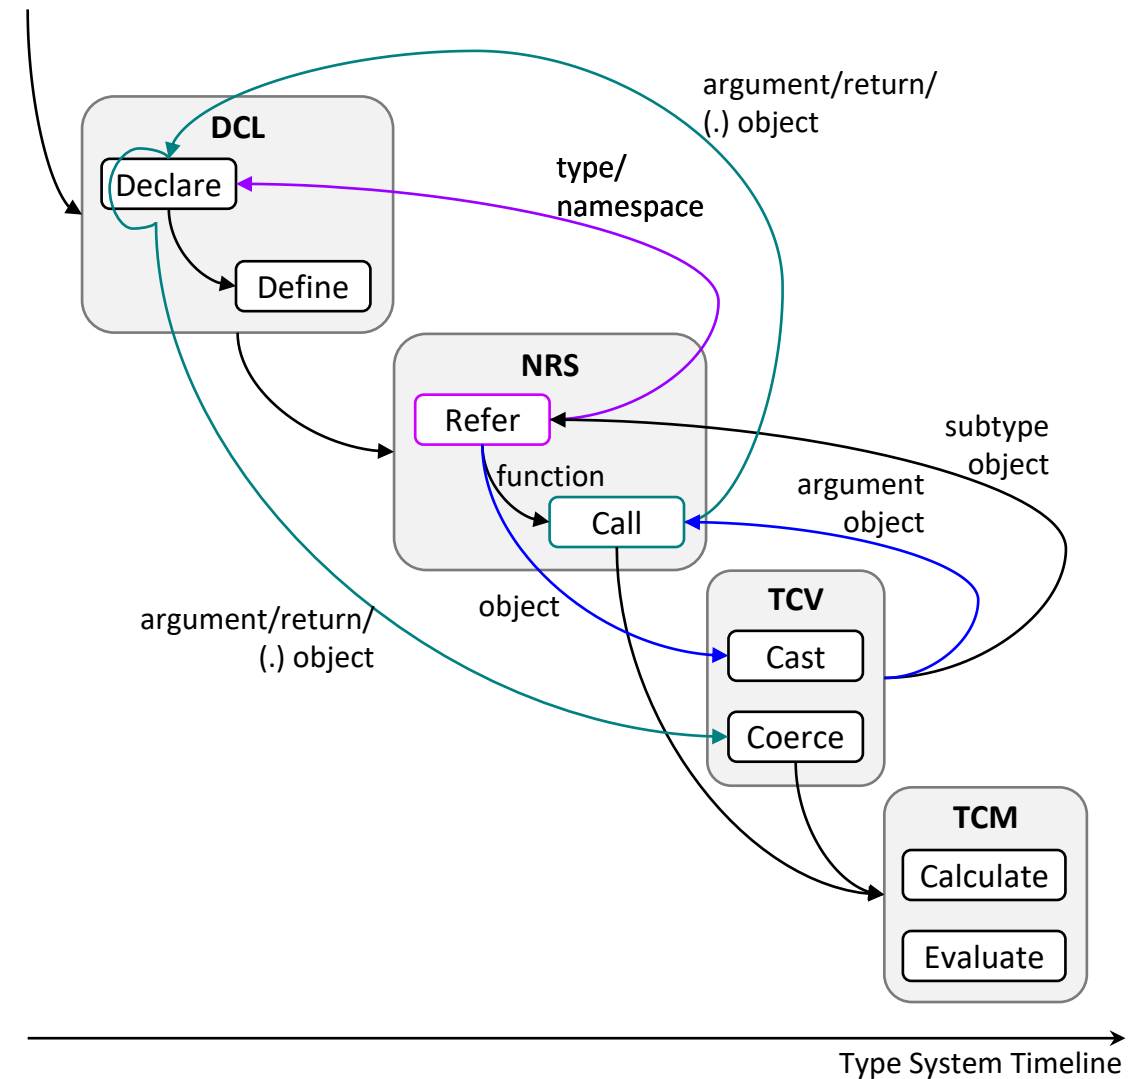 argument/return/
(.) object
DCL
Declare
type/
namespace
Define
NRS
Refer
subtype
object
function
argument
object
Call
TCV
object
argument/return/
(.) object
Cast
Coerce
TCM
Calculate
Evaluate
Type System Timeline